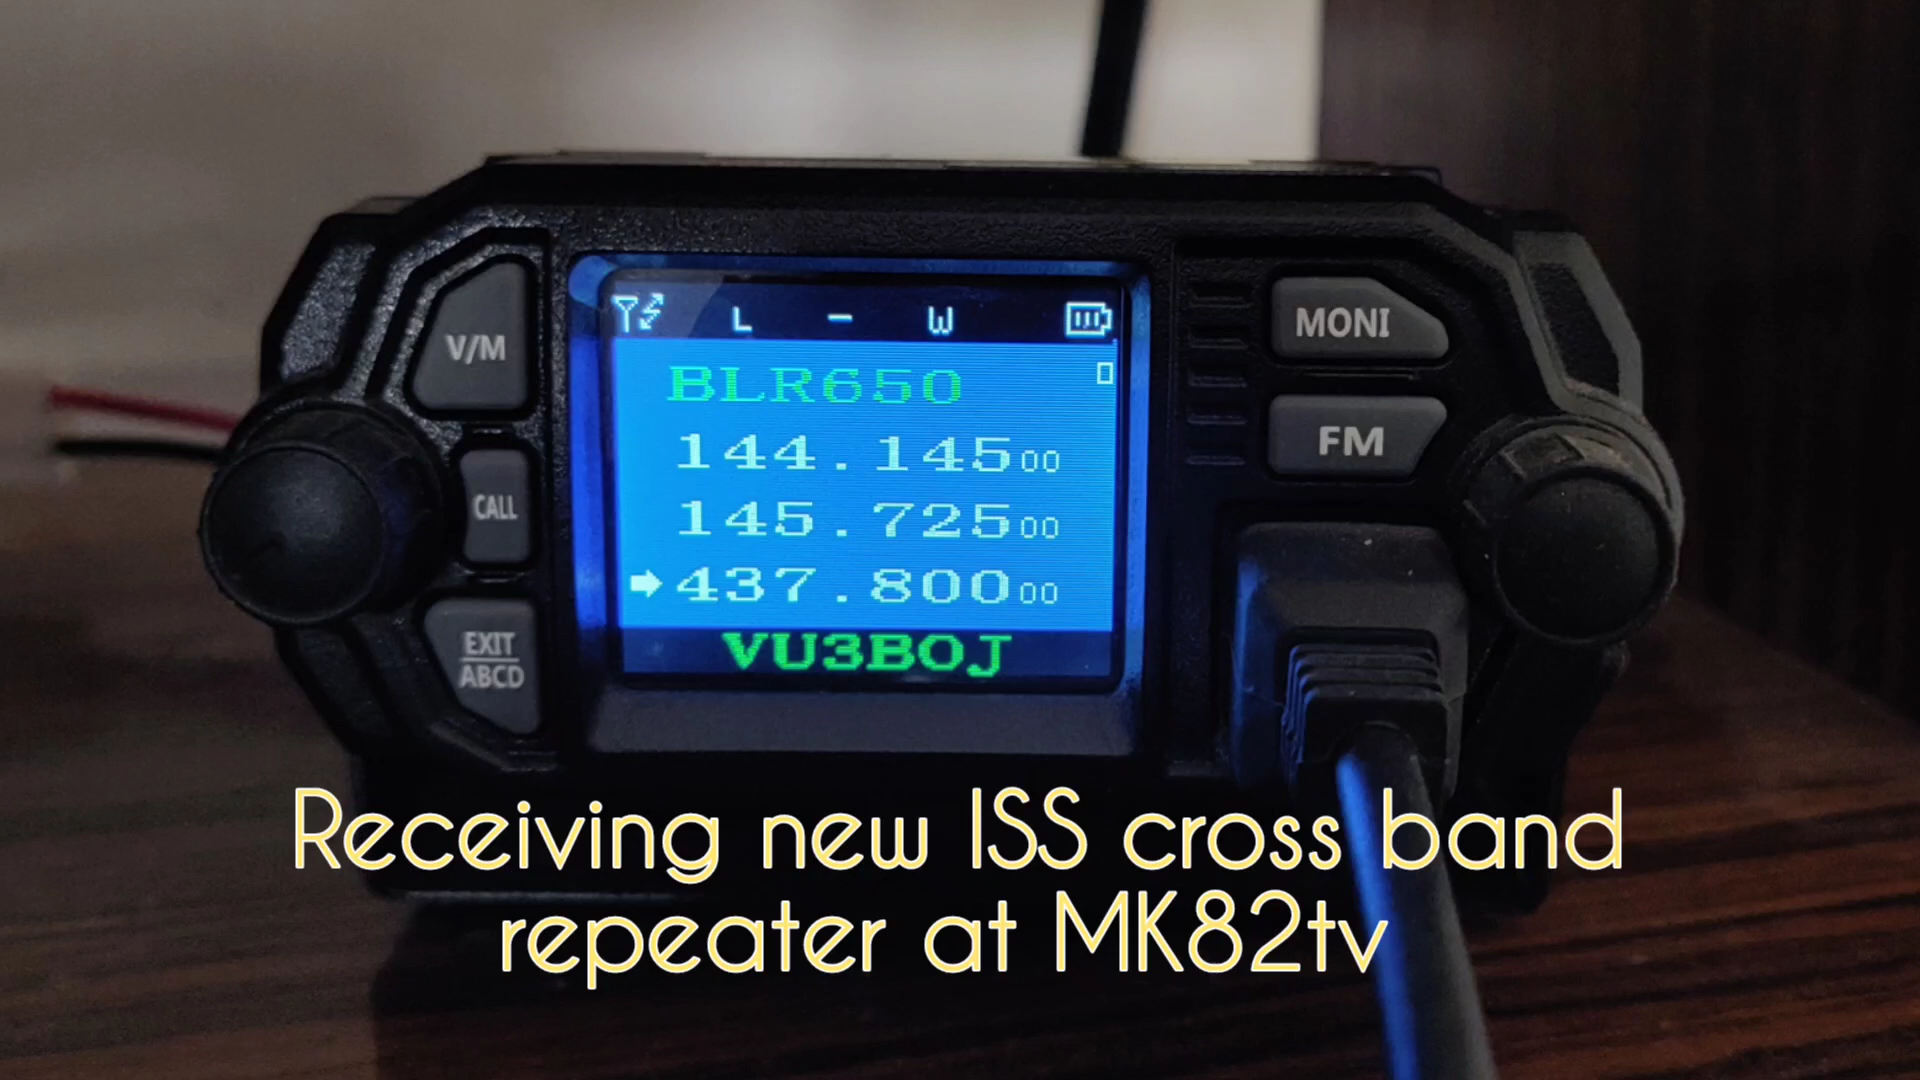 L – W
BLR650
144.14500
145.72500
437.80000
VU3BOJ
V/M
CALL
EXIT
ABCD
MONI
FM
Receiving new ISS cross band
repeater at MK82tv